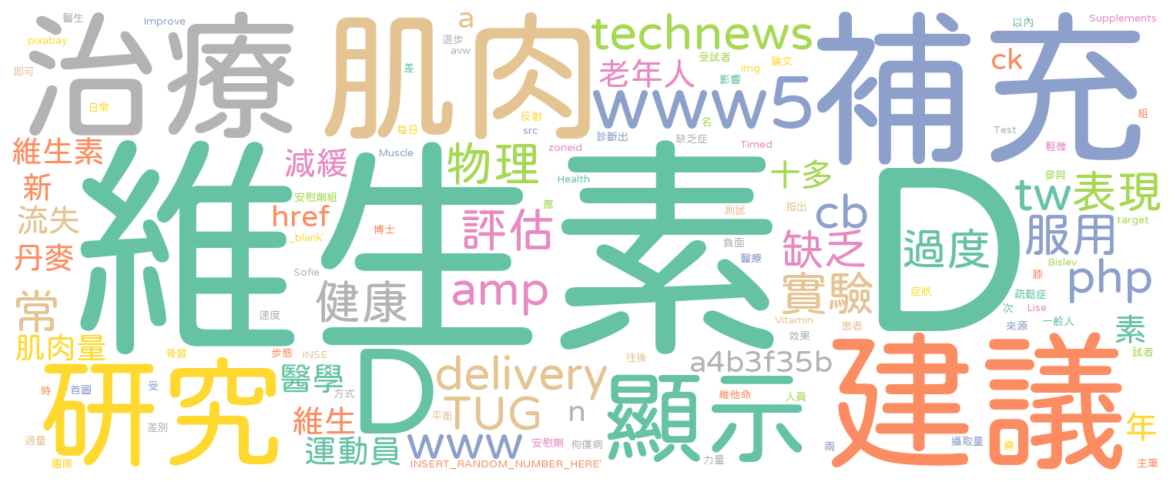 醫生
Improve
pixabay
退步
avw
a
即可
日常
治療
肌肉
每日
差
反射
src
technews
受試者
論文
img
影響
老年人
www5
名
診斷出
缺乏症
zoneid
Timed
補充
以內
Supplements
ck
組
Test
輕微
維生素
新
流失
丹麥
常
肌肉量
減緩
安慰劑組
href
_blank'
博士
Sofie
健康
速度
Muscle
物理
Health
應
評估
amp
維生素
D
過度
症狀
十多
測試
指出
cb
缺乏
負面
醫療
實驗
Vitamin
患者
效果
參與
tw
表現
target
服用
Bislev
膝
php
疏鬆症
Lise
次
來源
一般人
素
試者
骨質
步態
INSE
往後
a4b3f35b
時
首圖
受
研究
過量
團隊
差別
醫學
方式
維生
運動員
D
平衡
delivery
TUG
n
www
安慰劑
佝僂病
INSERT_RANDOM_NUMBER_HERE'
顯示
力量
維他命
人員
兩
建議
攝取量
需
年
主筆